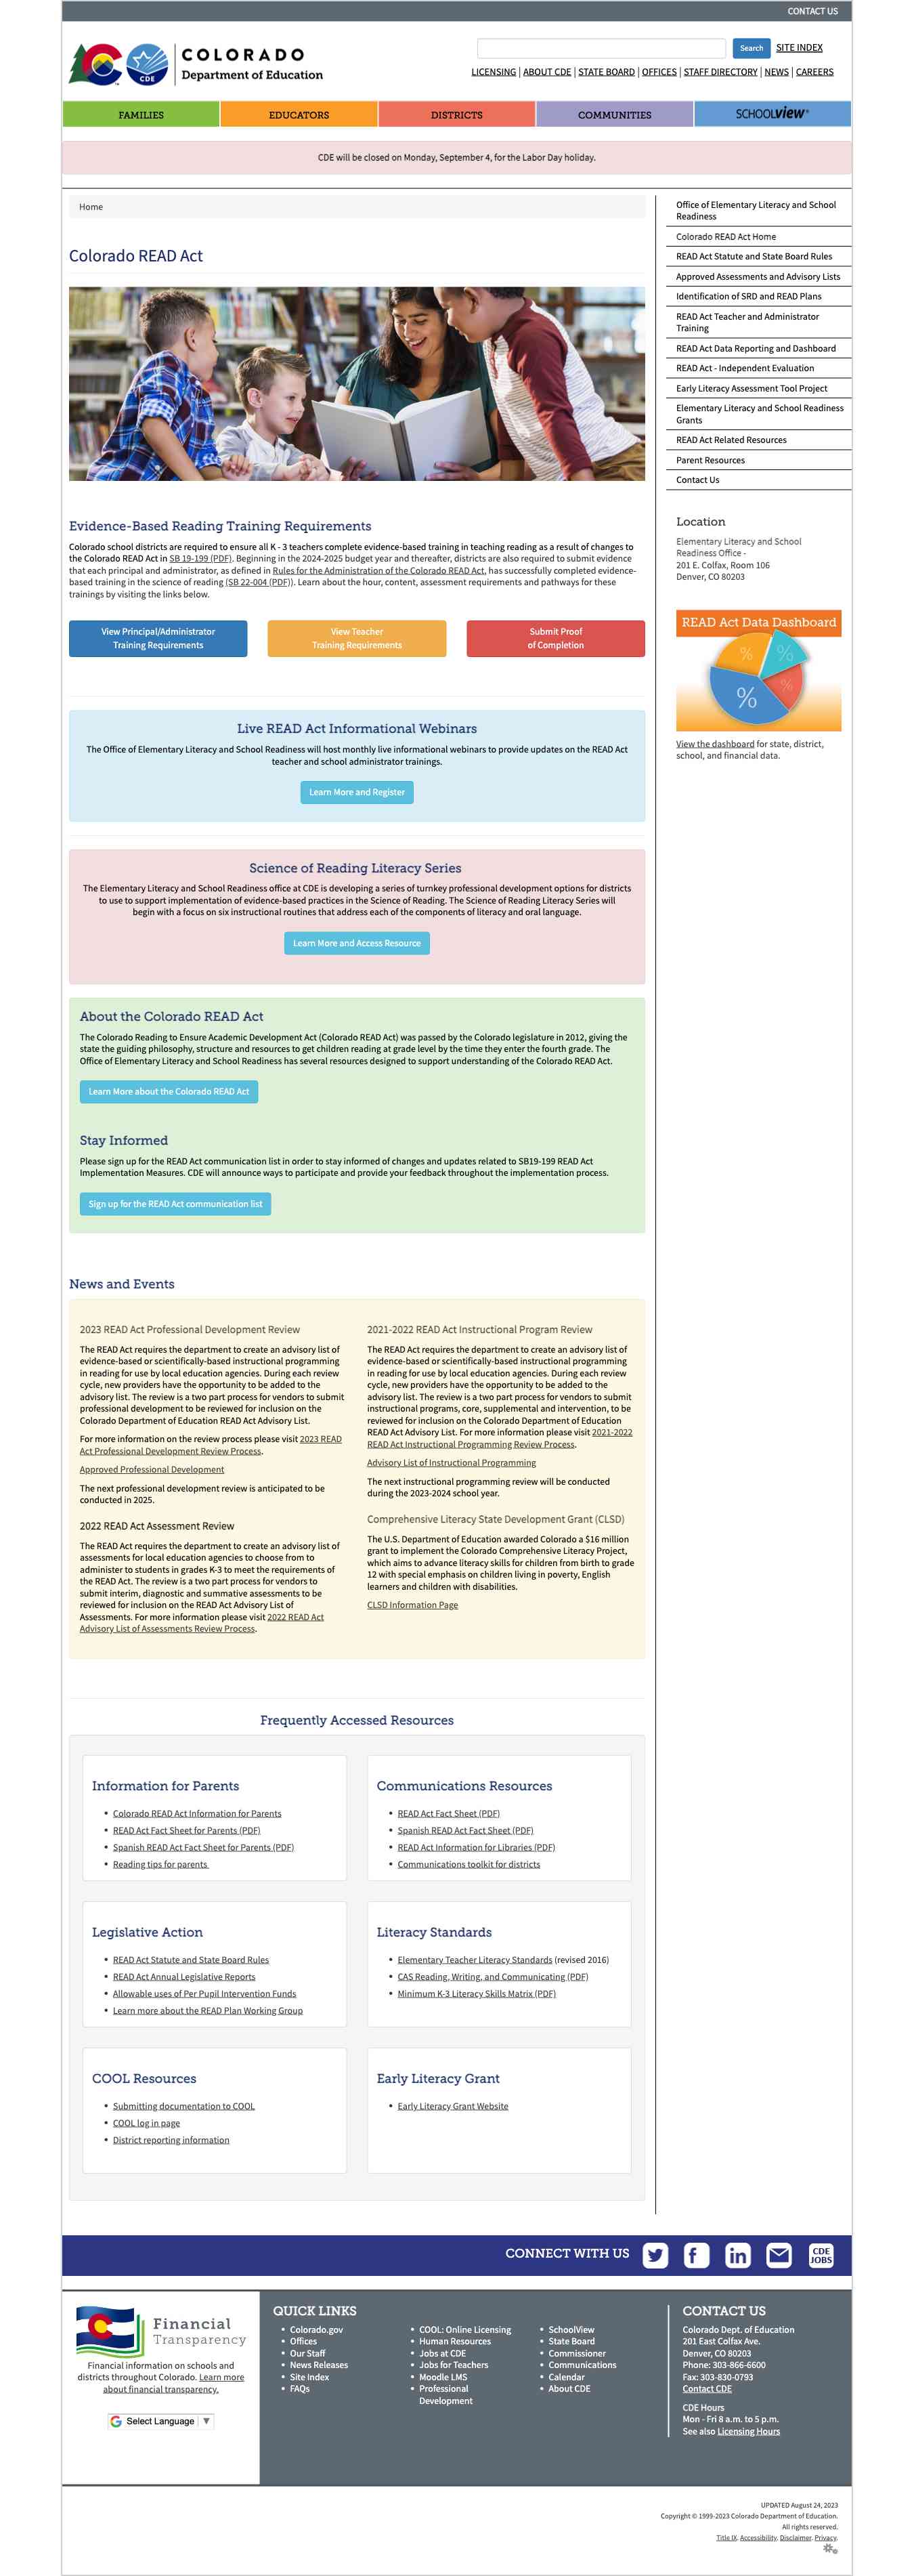 CONTACT US
CDE
COLORADO
Department of Education
Search
SITE INDEX
LICENSING | ABOUT CDE | STATE BOARD | OFFICES | STAFF DIRECTORY | NEWS | CAREERS
FAMILIES
EDUCATORS
DISTRICTS
COMMUNITIES
SCHOOLVIEW®
CDE will be closed on Monday, September 4, for the Labor Day holiday.
Home
Colorado READ Act
Evidence-Based Reading Training Requirements
Colorado school districts are required to ensure all K - 3 teachers complete evidence-based training in teaching reading as a result of changes to
the Colorado READ Act in SB 19-199 (PDF). Beginning in the 2024-2025 budget year and thereafter, districts are also required to submit evidence
that each principal and administrator, as defined in Rules for the Administration of the Colorado READ Act, has successfully completed evidence-
based training in the science of reading (SB 22-004 (PDF)). Learn about the hour, content, assessment requirements and pathways for these
trainings by visiting the links below.
View Principal/Administrator
Training Requirements
View Teacher
Training Requirements
Submit Proof
of Completion
Live READ Act Informational Webinars
The Office of Elementary Literacy and School Readiness will host monthly live informational webinars to provide updates on the READ Act
teacher and school administrator trainings.
Learn More and Register
Science of Reading Literacy Series
The Elementary Literacy and School Readiness office at CDE is developing a series of turnkey professional development options for districts
to use to support implementation of evidence-based practices in the Science of Reading. The Science of Reading Literacy Series will
begin with a focus on six instructional routines that address each of the components of literacy and oral language.
Learn More and Access Resource
About the Colorado READ Act
The Colorado Reading to Ensure Academic Development Act (Colorado READ Act) was passed by the Colorado legislature in 2012, giving the
state the guiding philosophy, structure and resources to get children reading at grade level by the time they enter the fourth grade. The
Office of Elementary Literacy and School Readiness has several resources designed to support understanding of the Colorado READ Act.
Learn More about the Colorado READ Act
Stay Informed
Please sign up for the READ Act communication list in order to stay informed of changes and updates related to SB19-199 READ Act
Implementation Measures. CDE will announce ways to participate and provide your feedback throughout the implementation process.
Sign up for the READ Act communication list
News and Events
2023 READ Act Professional Development Review
The READ Act requires the department to create an advisory list of
evidence-based or scientifically-based instructional programming
in reading for use by local education agencies. During each review
cycle, new providers have the opportunity to be added to the
advisory list. The review is a two part process for vendors to submit
professional development to be reviewed for inclusion on the
Colorado Department of Education READ Act Advisory List.
For more information on the review process please visit 2023 READ
Act Professional Development Review Process.
Approved Professional Development
The next professional development review is anticipated to be
conducted in 2025.
2022 READ Act Assessment Review
The READ Act requires the department to create an advisory list of
assessments for local education agencies to choose from to
administer to students in grades K-3 to meet the requirements of
the READ Act. The review is a two part process for vendors to
submit interim, diagnostic and summative assessments to be
reviewed for inclusion on the READ Act Advisory List of
Assessments. For more information please visit 2022 READ Act
Advisory List of Assessments Review Process.
2021-2022 READ Act Instructional Program Review
The READ Act requires the department to create an advisory list of
evidence-based or scientifically-based instructional programming
in reading for use by local education agencies. During each review
cycle, new providers have the opportunity to be added to the
advisory list. The review is a two part process for vendors to submit
instructional programs, core, supplemental and intervention, to be
reviewed for inclusion on the Colorado Department of Education
READ Act Advisory List. For more information please visit 2021-2022
READ Act Instructional Programming Review Process.
Advisory List of Instructional Programming
The next instructional programming review will be conducted
during the 2023-2024 school year.
Comprehensive Literacy State Development Grant (CLSD)
The U.S. Department of Education awarded Colorado a $16 million
grant to implement the Colorado Comprehensive Literacy Project,
which aims to advance literacy skills for children from birth to grade
12 with special emphasis on children living in poverty, English
learners and children with disabilities.
CLSD Information Page
Frequently Accessed Resources
Information for Parents
• Colorado READ Act Information for Parents
• READ Act Fact Sheet for Parents (PDF)
• Spanish READ Act Fact Sheet for Parents (PDF)
• Reading tips for parents
Communications Resources
• READ Act Fact Sheet (PDF)
• Spanish READ Act Fact Sheet (PDF)
• READ Act Information for Libraries (PDF)
• Communications toolkit for districts
Legislative Action
• READ Act Statute and State Board Rules
• READ Act Annual Legislative Reports
• Allowable uses of Per Pupil Intervention Funds
• Learn more about the READ Plan Working Group
Literacy Standards
• Elementary Teacher Literacy Standards (revised 2016)
• CAS Reading, Writing, and Communicating (PDF)
• Minimum K-3 Literacy Skills Matrix (PDF)
COOL Resources
• Submitting documentation to COOL
• COOL log in page
• District reporting information
Early Literacy Grant
• Early Literacy Grant Website
Office of Elementary Literacy and School
Readiness
Colorado READ Act Home
READ Act Statute and State Board Rules
Approved Assessments and Advisory Lists
Identification of SRD and READ Plans
READ Act Teacher and Administrator
Training
READ Act Data Reporting and Dashboard
READ Act - Independent Evaluation
Early Literacy Assessment Tool Project
Elementary Literacy and School Readiness
Grants
READ Act Related Resources
Parent Resources
Contact Us
Location
Elementary Literacy and School
Readiness Office -
201 E. Colfax, Room 106
Denver, CO 80203
READ Act Data Dashboard
%
%
%
%
View the dashboard for state, district,
school, and financial data.
CONNECT WITH US
CDE
JOBS
Financial
Transparency
Financial information on schools and
districts throughout Colorado. Learn more
about financial transparency.
Select Language ▼
QUICK LINKS
• Colorado.gov
• Offices
• Our Staff
• News Releases
• Site Index
• FAQs
• COOL: Online Licensing
• Human Resources
• Jobs at CDE
• Jobs for Teachers
• Moodle LMS
• Professional
Development
• SchoolView
• State Board
• Commissioner
• Communications
• Calendar
• About CDE
CONTACT US
Colorado Dept. of Education
201 East Colfax Ave.
Denver, CO 80203
Phone: 303-866-6600
Fax: 303-830-0793
Contact CDE
CDE Hours
Mon - Fri 8 a.m. to 5 p.m.
See also Licensing Hours
UPDATED August 24, 2023
Copyright © 1999-2023 Colorado Department of Education.
All rights reserved.
Title IX. Accessibility. Disclaimer. Privacy.